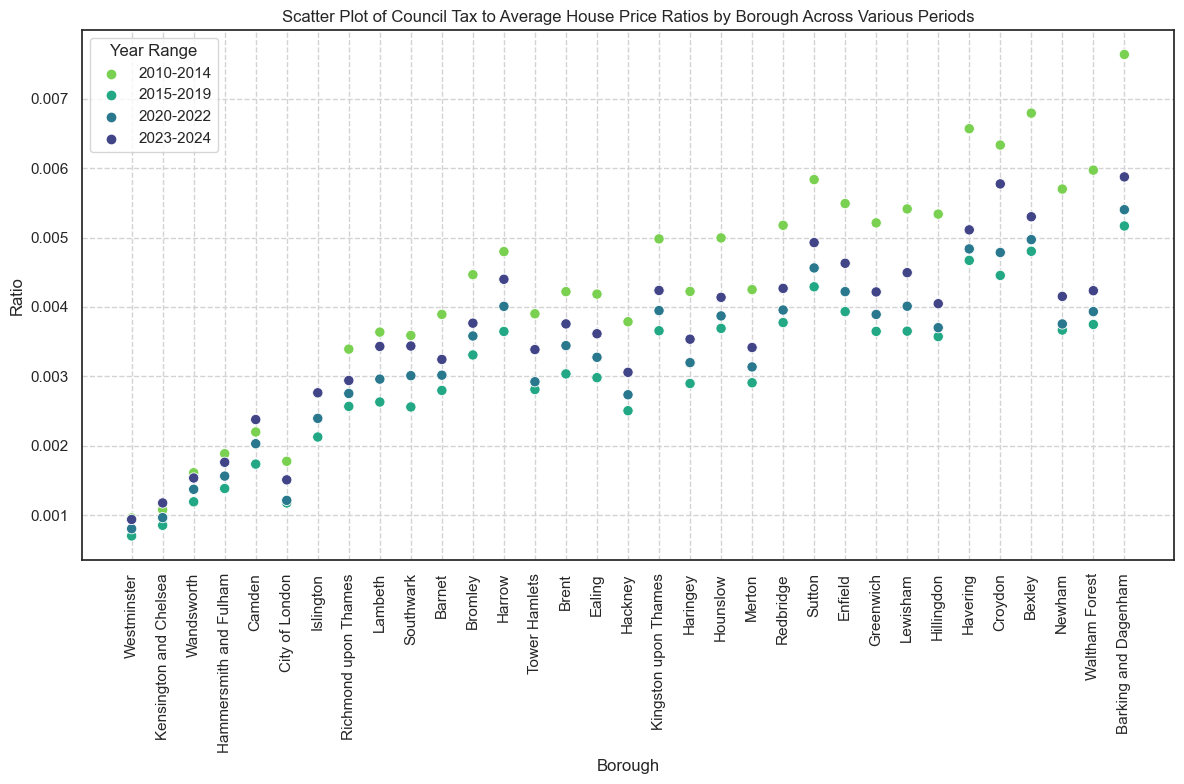 Scatter Plot of Council Tax to Average House Price Ratios by Borough Across Various Periods
Year Range
2010-2014
2015-2019
2020-2022
2023-2024
Ratio
0.007
0.006
0.005
0.004
0.003
0.002
0.001
Westminster
Kensington and Chelsea
Wandsworth
Hammersmith and Fulham
Camden
City of London
Islington
Richmond upon Thames
Lambeth
Southwark
Barnet
Bromley
Harrow
Tower Hamlets
Brent
Ealing
Hackney
Kingston upon Thames
Haringey
Hounslow
Merton
Redbridge
Sutton
Enfield
Greenwich
Lewisham
Hillingdon
Havering
Croydon
Bexley
Newham
Waltham Forest
Barking and Dagenham
Borough